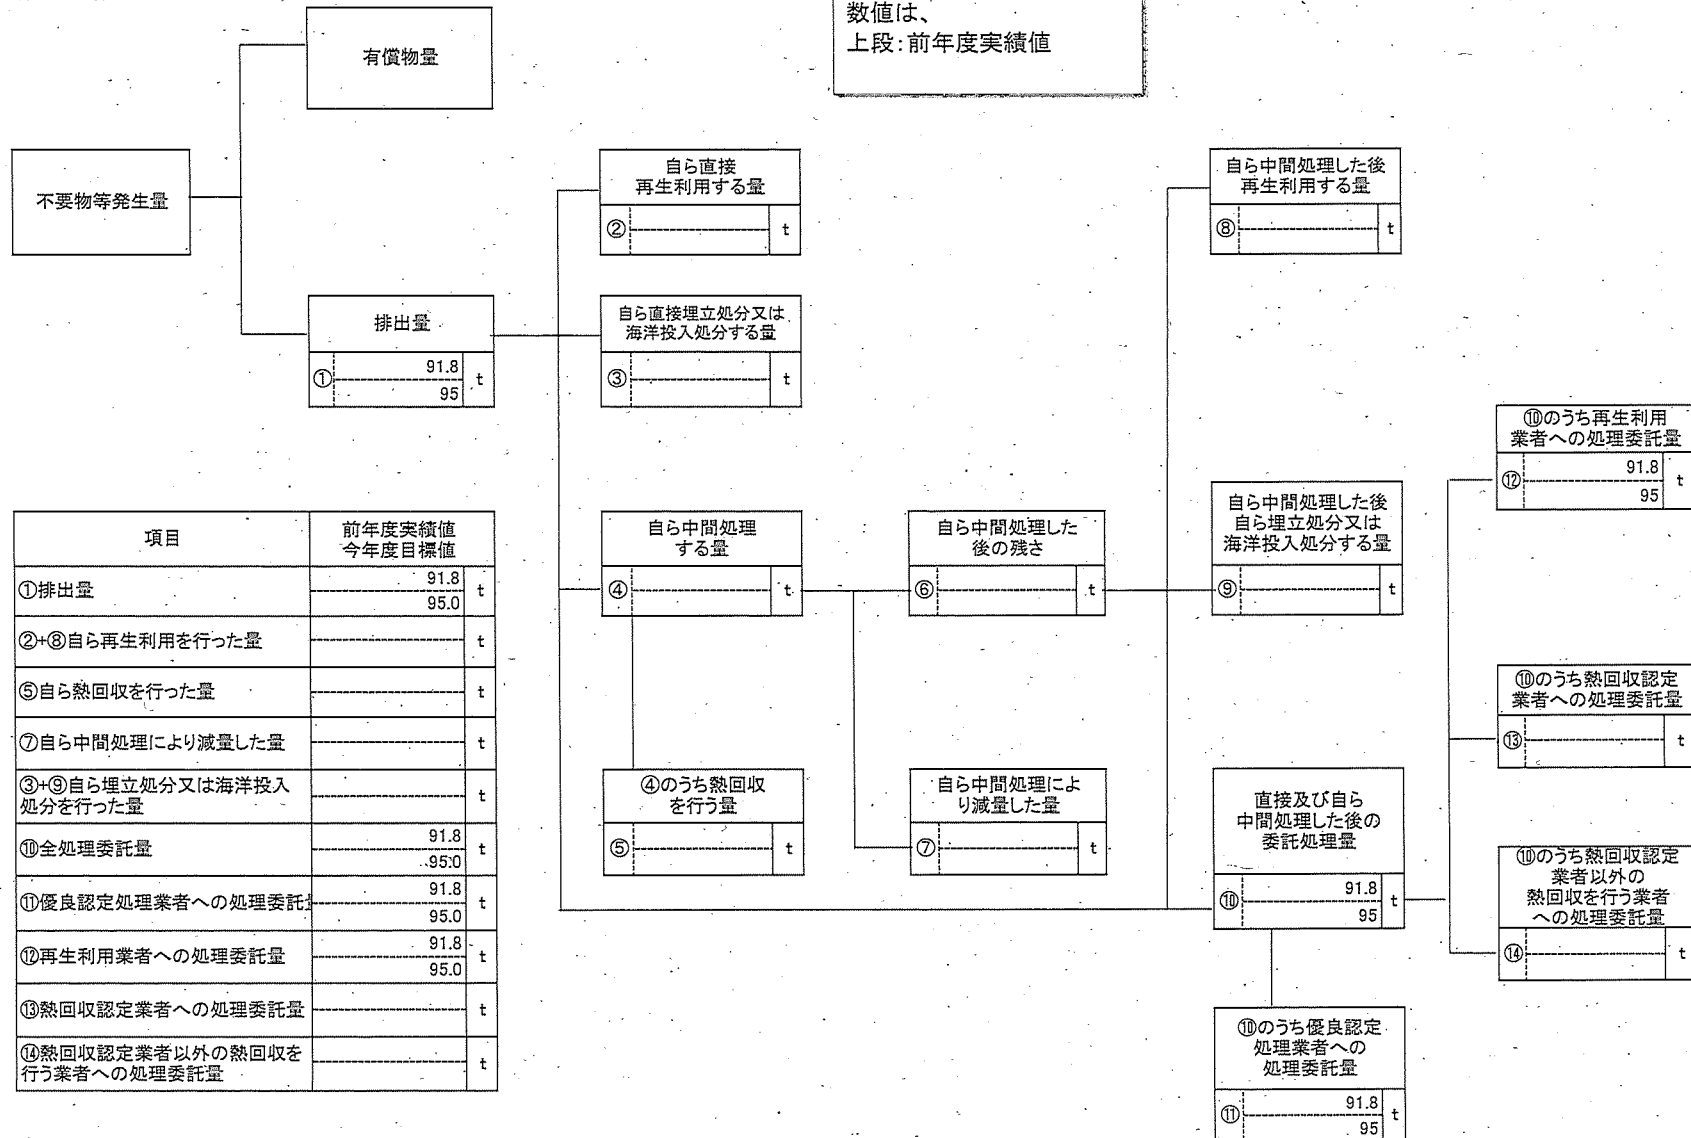 数値は、
上段:前年度実績値
有償物量
不要物等発生量
排出量
① 91.8 t
95
自ら直接
再生利用する量
② t
自ら直接埋立処分又は
海洋投入処分する量
③ t
自ら中間処理
する量
④ t
④のうち熱回収
を行う量
⑤ t
自ら中間処理した
後の残さ
⑥ t
自ら中間処理によ
り減量した量
⑦ t
自ら中間処理した後
再生利用する量
⑧ t
自ら中間処理した後
自ら埋立処分又は
海洋投入処分する量
⑨ t
直接及び自ら
中間処理した後の
委託処理量
⑩ 91.8 t
95
⑩のうち優良認定
処理業者への
処理委託量
⑪ 91.8 t
95
⑩のうち再生利用
業者への処理委託量
⑫ 91.8 t
95
⑩のうち熱回収認定
業者への処理委託量
⑬ t
⑩のうち熱回収認定
業者以外の
熱回収を行う業者
への処理委託量
⑭ t
項目 前年度実績値
今年度目標値
①排出量 91.8 t
95.0
②+⑧自ら再生利用を行った量 t
⑤自ら熱回収を行った量 t
⑦自ら中間処理により減量した量 t
③+⑨自ら埋立処分又は海洋投入
処分を行った量 t
⑩全処理委託量 91.8 t
95.0
⑪優良認定処理業者への処理委託 91.8 t
95.0
⑫再生利用業者への処理委託量 91.8 t
95.0
⑬熱回収認定業者への処理委託量 t
⑭熱回収認定業者以外の熱回収を
行う業者への処理委託量 t